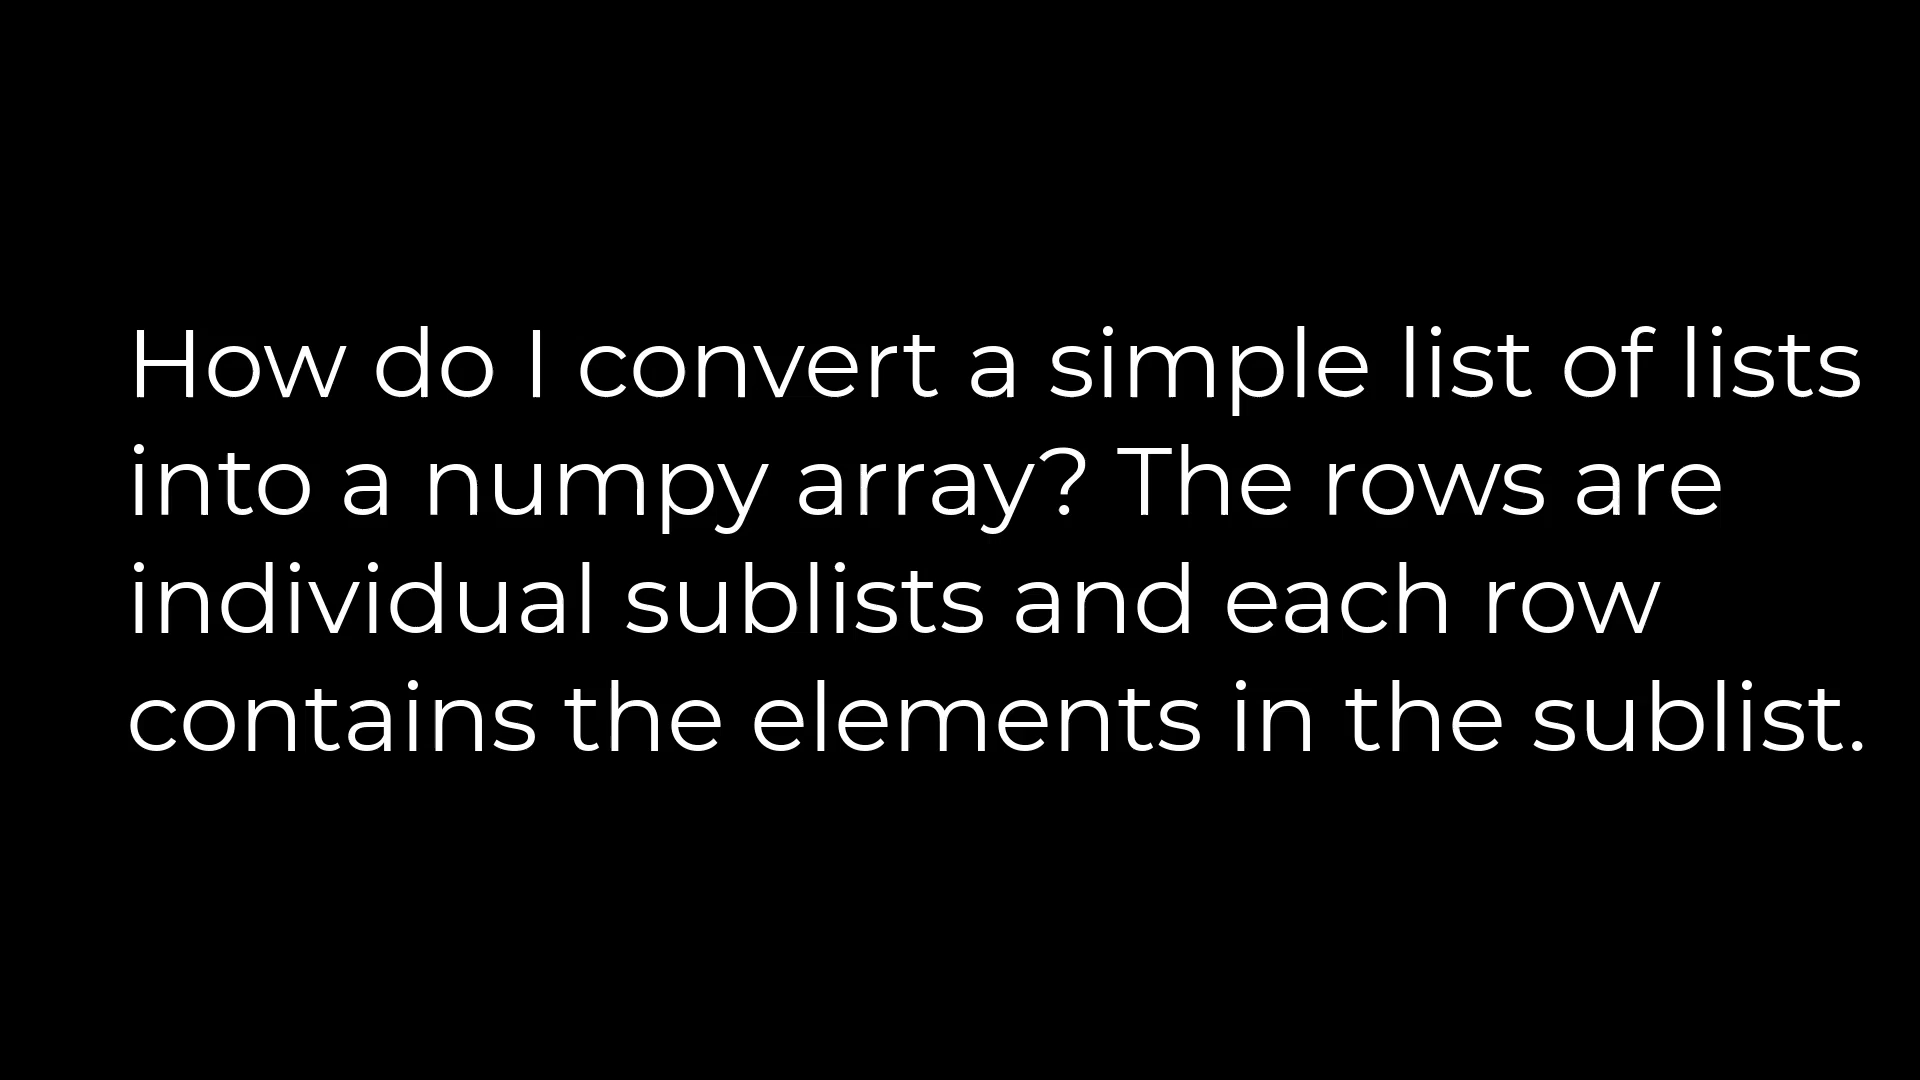 How do I convert a simple list of lists
into a numpy array? The rows are
individual sublists and each row
contains the elements in the sublist.